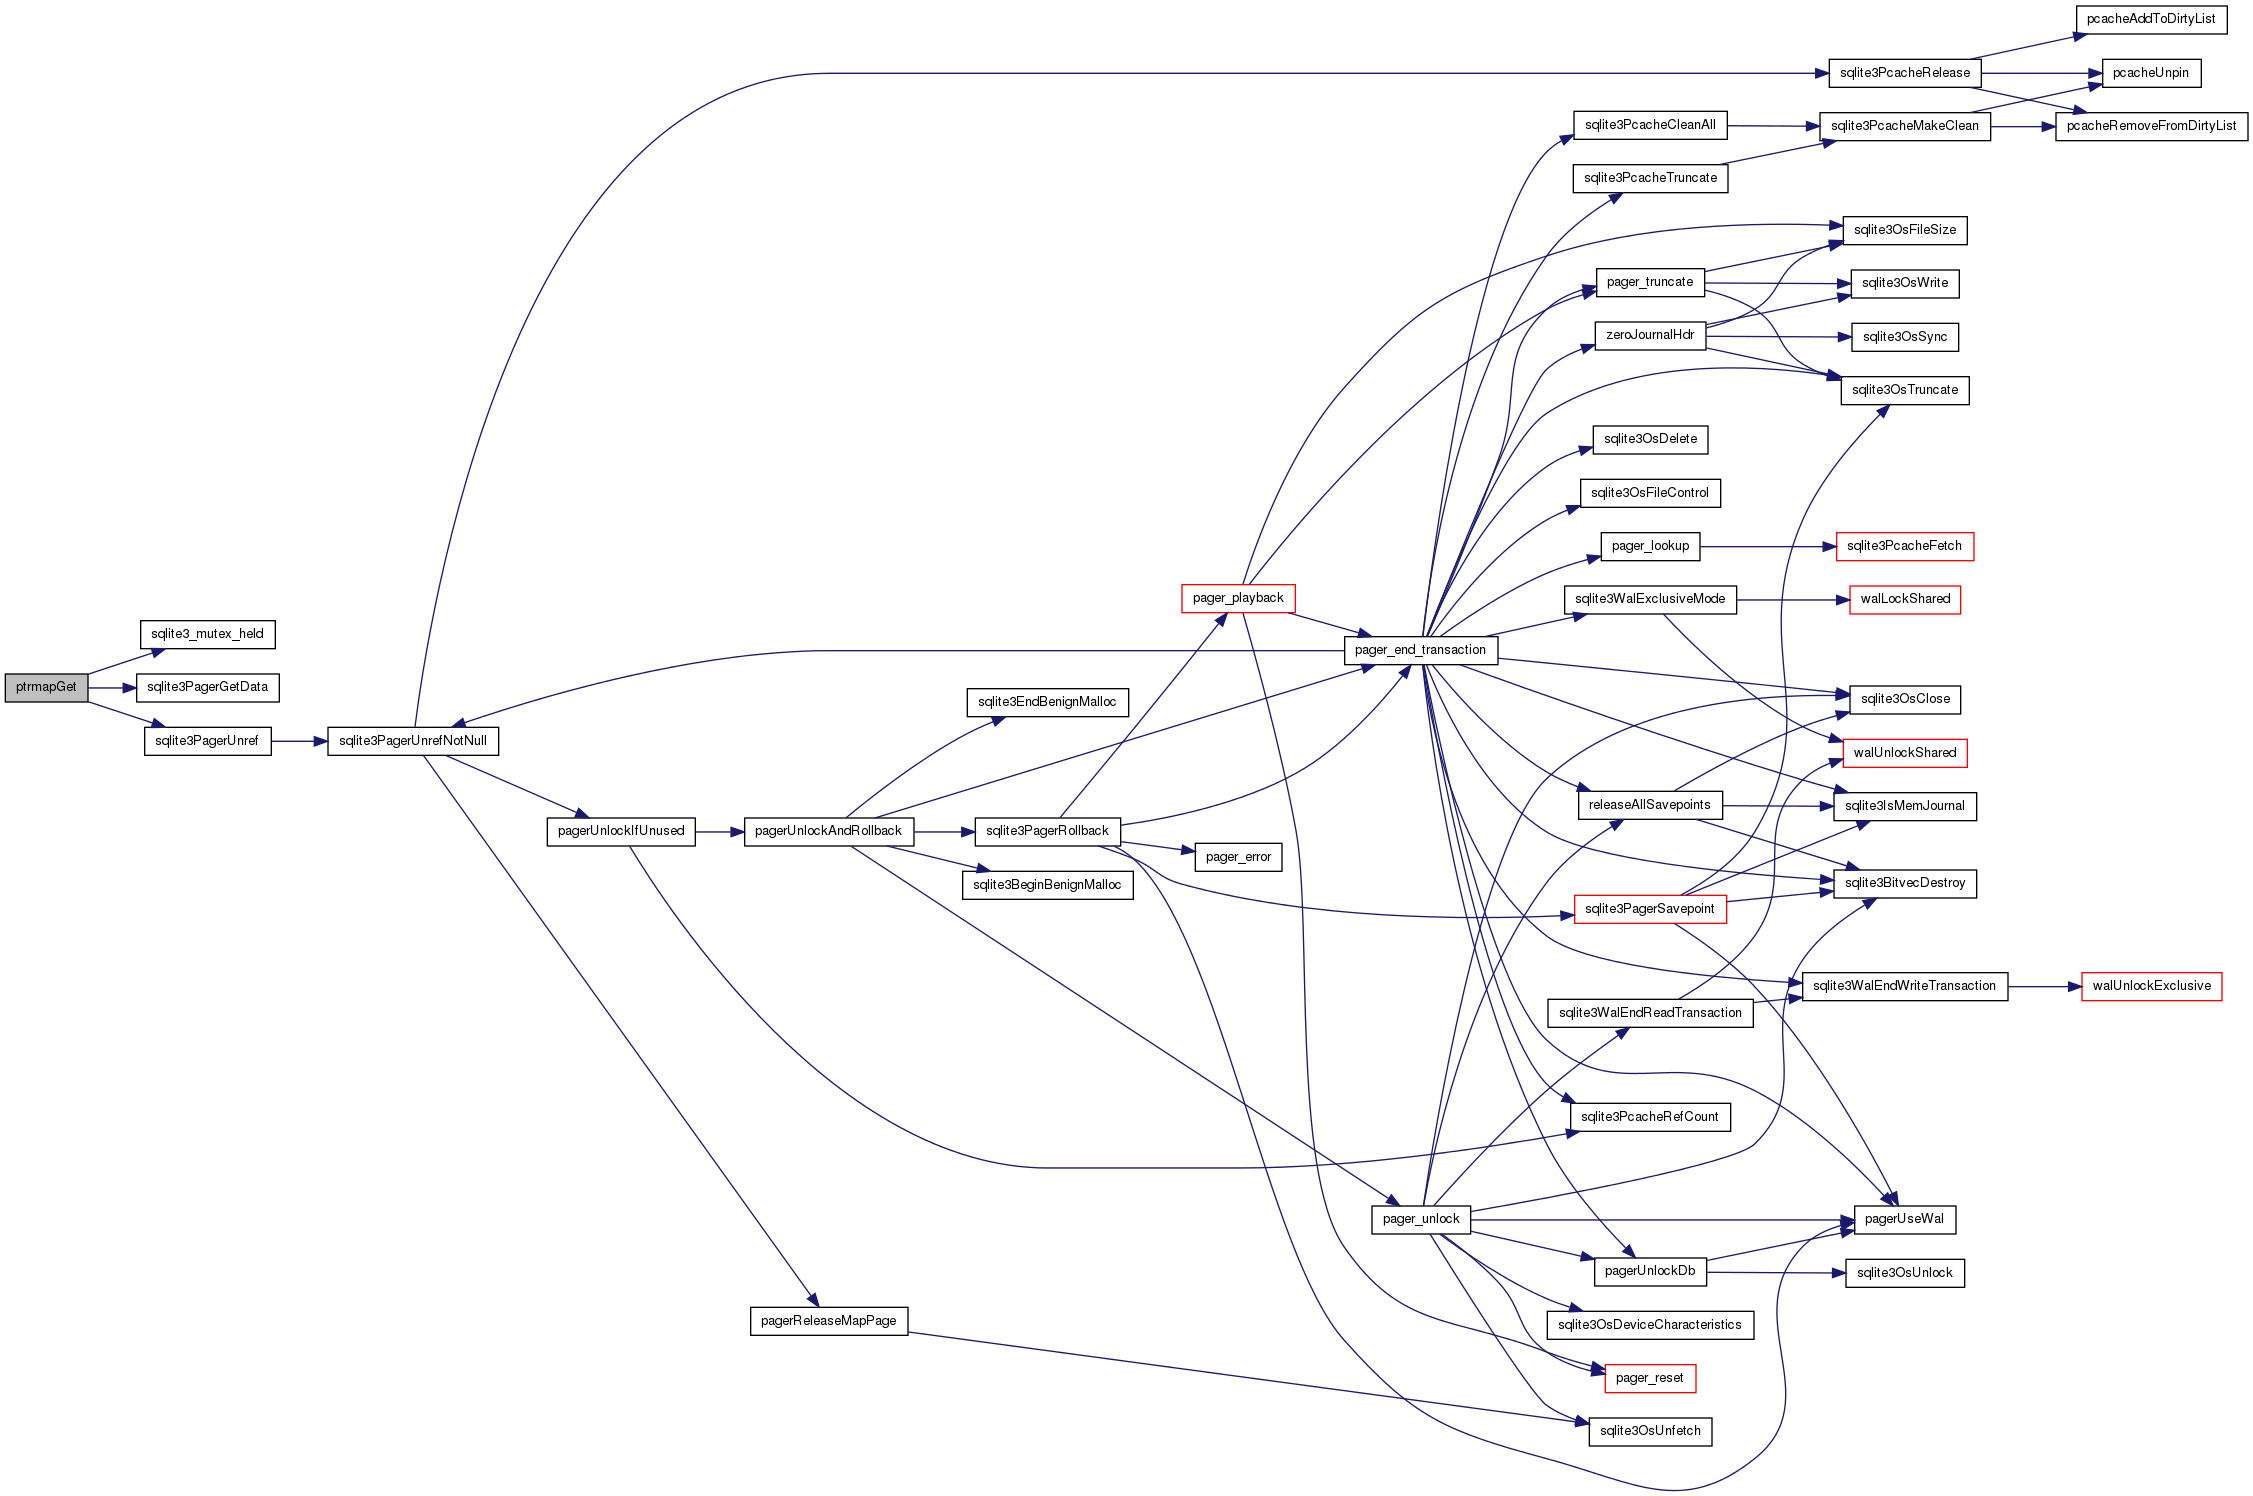 pcacheAddToDirtyList
sqlite3PcacheRelease
pcacheUnpin
sqlite3PcacheCleanAll
sqlite3PcacheMakeClean
pcacheRemoveFromDirtyList
sqlite3PcacheTruncate
sqlite3OsFileSize
pager_truncate
sqlite3OsWrite
zeroJournalHdr
sqlite3OsSync
sqlite3OsTruncate
sqlite3OsDelete
sqlite3OsFileControl
pager_lookup
sqlite3PcacheFetch
pager_playback
sqlite3WalExclusiveMode
walLockShared
sqlite3_mutex_held
pager_end_transaction
ptrmapGet
sqlite3PagerGetData
sqlite3EndBenignMalloc
sqlite3OsClose
sqlite3PagerUnref
sqlite3PagerUnrefNotNull
walUnlockShared
releaseAllSavepoints
sqlite3IsMemJournal
pagerUnlockIfUnused
pagerUnlockAndRollback
sqlite3PagerRollback
pager_error
sqlite3BeginBenignMalloc
sqlite3BitvecDestroy
sqlite3PagerSavepoint
sqlite3WalEndWriteTransaction
walUnlockExclusive
sqlite3WalEndReadTransaction
sqlite3PcacheRefCount
pager_unlock
pagerUseWal
pagerUnlockDb
sqlite3OsUnlock
pagerReleaseMapPage
sqlite3OsDeviceCharacteristics
pager_reset
sqlite3OsUnfetch